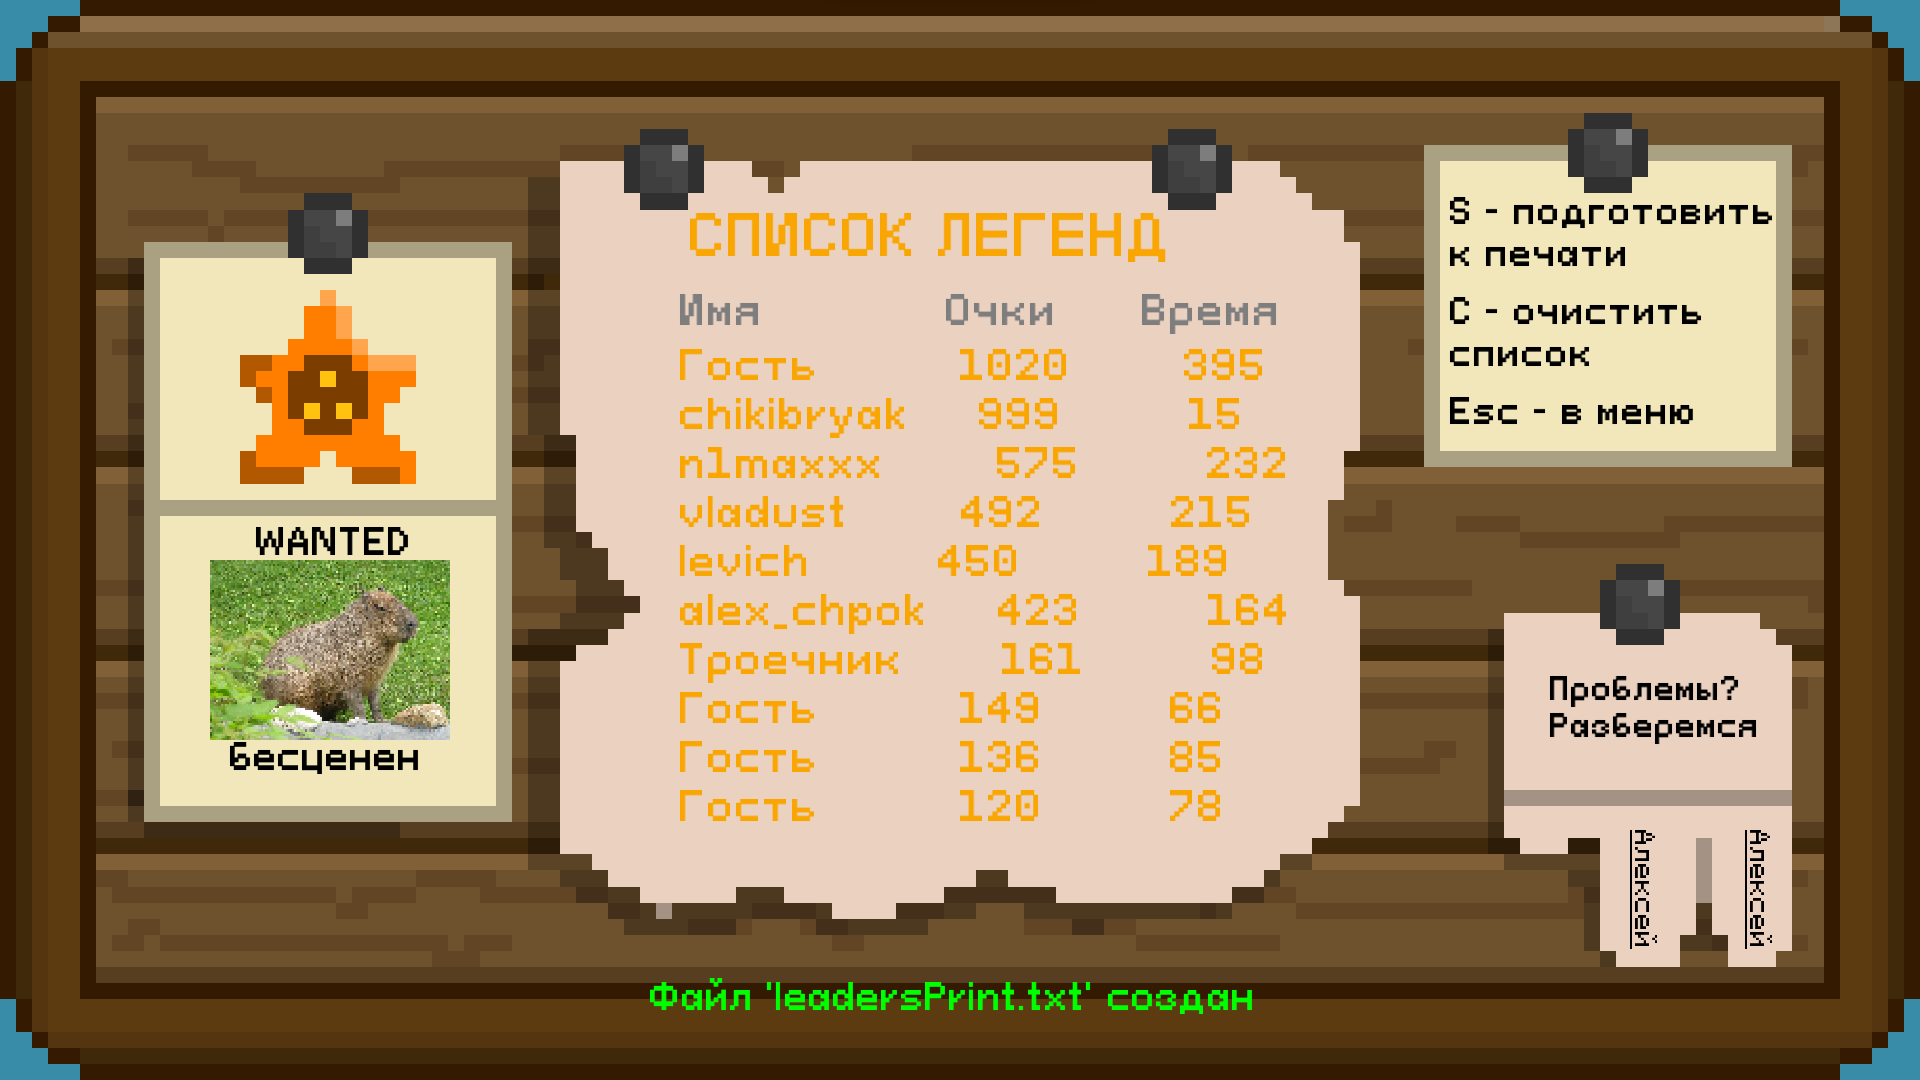 СПИСОК ЛЕГЕНД
Имя Очки Время
Гость 1020 395
chikibryak 999 15
n1maxxx 575 232
vladust 492 215
levich 450 189
alex_chpok 423 164
Троечник 161 98
Гость 149 66
Гость 136 85
Гость 120 78
WANTED
бесценен
S - подготовить
к печати
C - очистить
список
Esc - в меню
Проблемы?
Разберемся
Алексей
Алексей
Файл 'leadersPrint.txt' создан